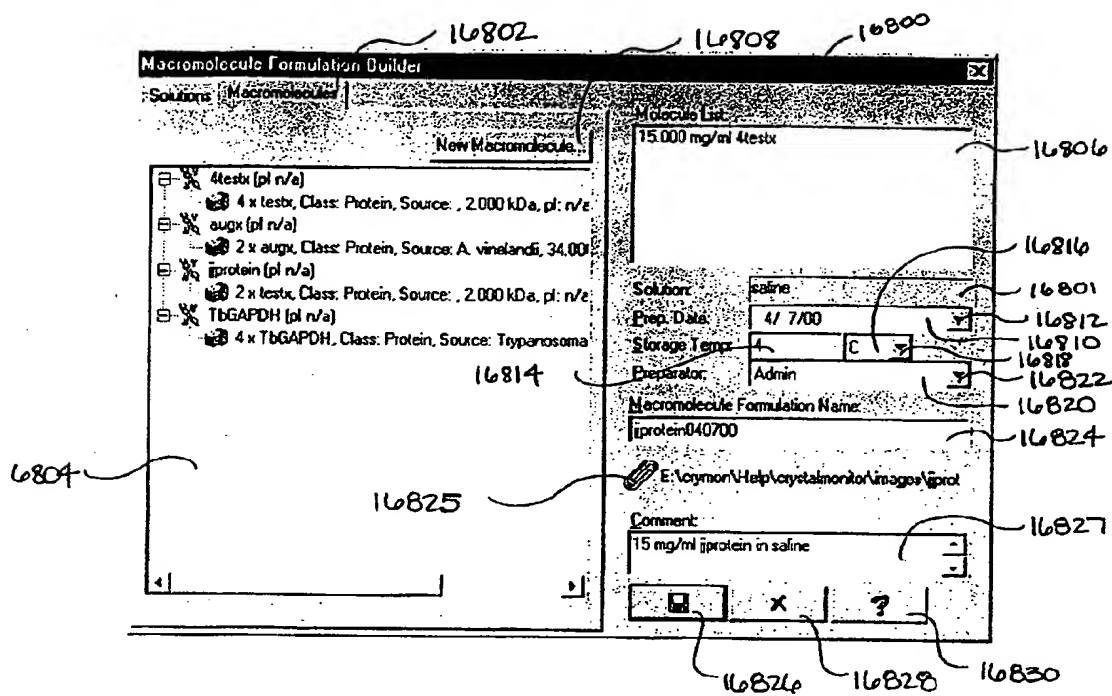 16802
16808
16800
Macromolecule Formulation Builder
Solutions Macromolecules
New Macromolecule...
4testx (pI n/a)
4 x testx, Class: Protein, Source: , 2.000 kDa, pI: n/a
augx (pI n/a)
2 x augx, Class: Protein, Source: A. vinelandii, 34.00
jjprotein (pI n/a)
2 x testx, Class: Protein, Source: , 2.000 kDa, pI: n/a
TbGAPDH (pI n/a)
4 x TbGAPDH, Class: Protein, Source: Trypanosoma
6804
Molecule List:
15.000 mg/ml 4testx
16806
16816
Solution: saline
16801
Prep. Date: 4/ 7/00
16812
16810
Storage Temp: 4 C
16818
16814
Preparator: Admin
16822
16820
Macromolecule Formulation Name:
jjprotein040700
16824
E:\crymon\Help\crystalmonitor\images\jjprot
16825
Comment:
16827
15 mg/ml jjprotein in saline
X ?
16826
16828
16830